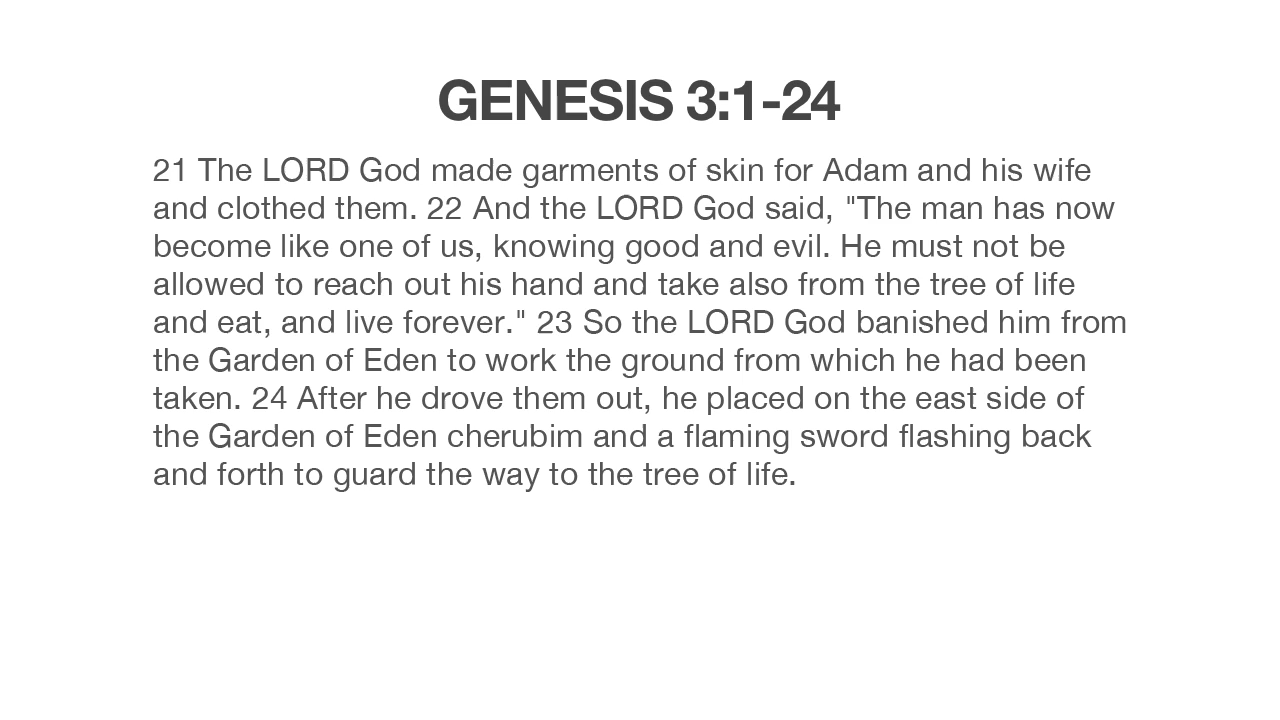 GENESIS 3:1-24
21 The LORD God made garments of skin for Adam and his wife
and clothed them. 22 And the LORD God said, "The man has now
become like one of us, knowing good and evil. He must not be
allowed to reach out his hand and take also from the tree of life
and eat, and live forever." 23 So the LORD God banished him from
the Garden of Eden to work the ground from which he had been
taken. 24 After he drove them out, he placed on the east side of
the Garden of Eden cherubim and a flaming sword flashing back
and forth to guard the way to the tree of life.